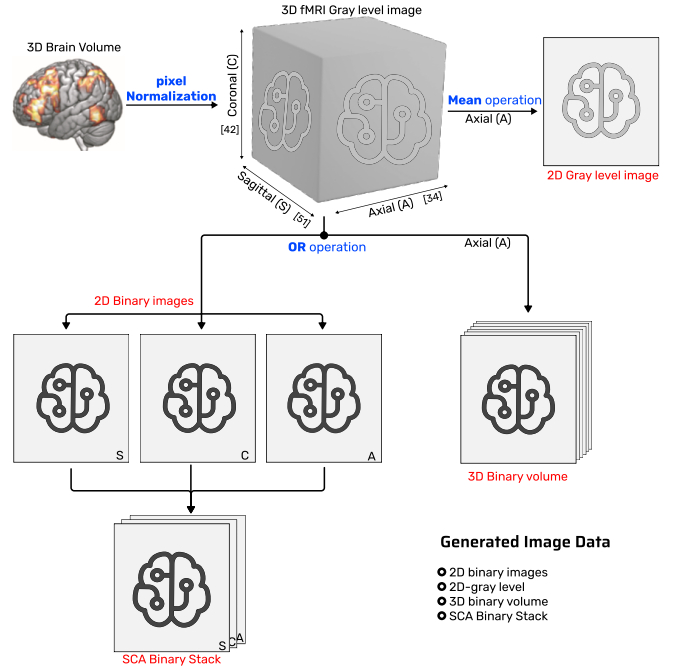 3D fMRI Gray level image
3D Brain Volume
pixel
Normalization
Coronal (C)
[42]
Mean operation
Axial (A)
2D Gray level image
Sagittal (S)
[51]
Axial (A)
[34]
OR operation
Axial (A)
2D Binary images
S
C
A
3D Binary volume
S
C
A
SCA Binary Stack
Generated Image Data
2D binary images
2D-gray level
3D binary volume
SCA Binary Stack